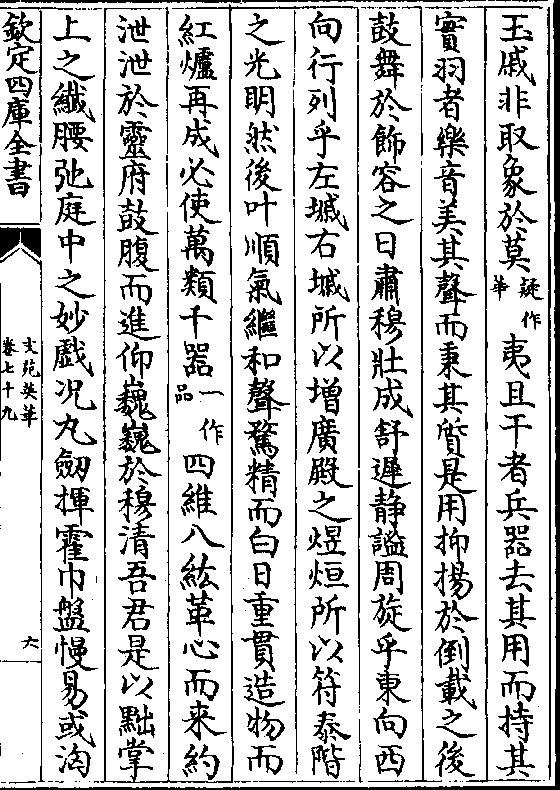 玉戚非取象於莫疑作華夷且干者兵器去其用而持其
實羽者樂音美其聲而秉其質是用抑揚於倒載之後
鼓舞於飾容之日肅穆壯成舒遲静謐周旋乎東向西
向行列乎左墄右墄所以增廣殿之煜烜所以符泰階
之光明然後叶順氣繼和聲騖精而白日重貫造物而
紅爐再成必使萬類千器一作品四維八紘革心而来約
泄泄於靈府鼓腹而進仰巍巍於穆清吾君是以黜掌
上之纎腰弛庭中之妙戲况丸劒揮霍巾盤慢易或淘
欽定四庫全書
文苑英華
卷七十九
六